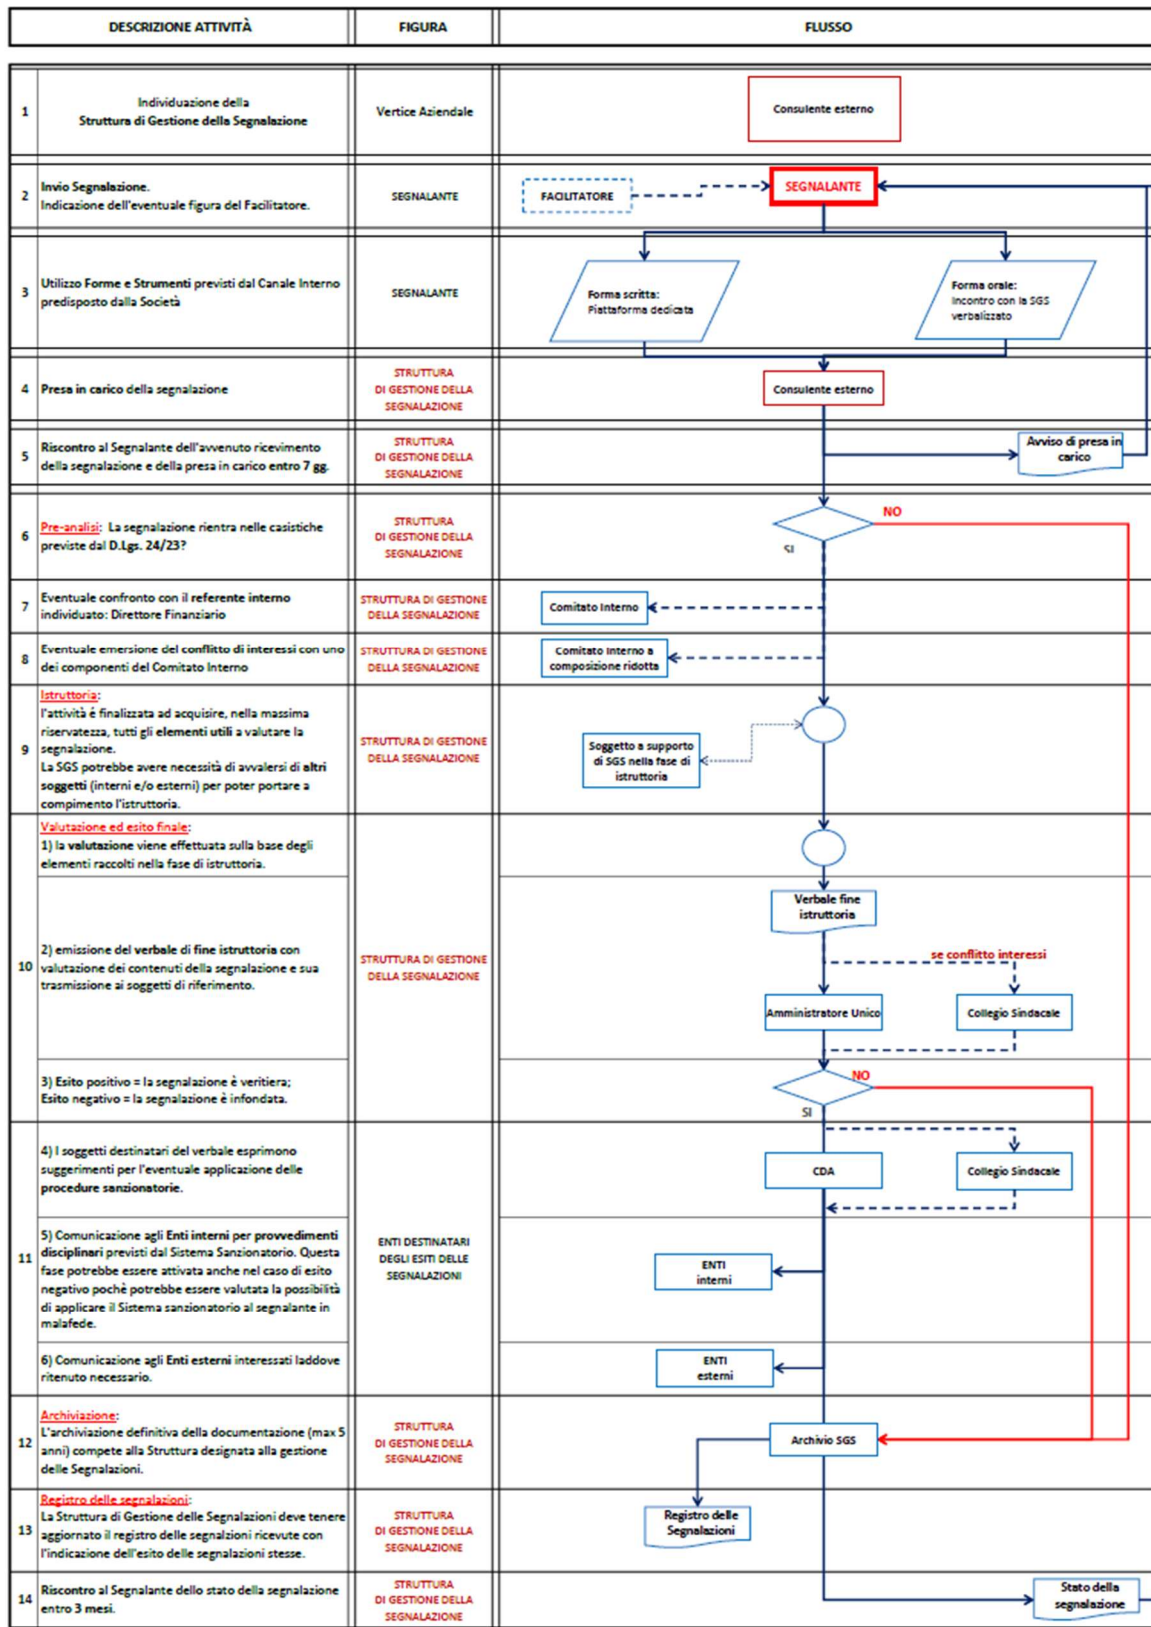 DESCRIZIONE ATTIVITÀ
FIGURA
FLUSSO
1
Individuazione della
Struttura di Gestione della Segnalazione
Vertice Aziendale
Consulente esterno
2
Invio Segnalazione.
Indicazione dell'eventuale figura del Facilitatore.
SEGNALANTE
FACILITATORE
SEGNALANTE
3
Utilizzo Forme e Strumenti previsti dal Canale Interno
predisposto dalla Società
SEGNALANTE
Forma scritta:
Piattaforma dedicata
Forma orale:
Incontro con la SGS
verbalizzato
4
Presa in carico della segnalazione
STRUTTURA
DI GESTIONE DELLA
SEGNALAZIONE
Consulente esterno
5
Riscontro al Segnalante dell'avvenuto ricevimento
della segnalazione e della presa in carico entro 7 gg.
STRUTTURA
DI GESTIONE DELLA
SEGNALAZIONE
Avviso di presa in
carico
6
Pre-analisi: La segnalazione rientra nelle casistiche
previste dal D.Lgs. 24/23?
STRUTTURA
DI GESTIONE DELLA
SEGNALAZIONE
NO
SI
7
Eventuale confronto con il referente interno
individuato: Direttore Finanziario
STRUTTURA DI GESTIONE
DELLA SEGNALAZIONE
Comitato Interno
8
Eventuale emersione del conflitto di interessi con uno
dei componenti del Comitato Interno
STRUTTURA DI GESTIONE
DELLA SEGNALAZIONE
Comitato Interno a
composizione ridotta
9
Istruttoria:
l'attività é finalizzata ad acquisire, nella massima
riservatezza, tutti gli elementi utili a valutare la
segnalazione.
La SGS potrebbe avere necessità di avvalersi di altri
soggetti (interni e/o esterni) per poter portare a
compimento l'istruttoria.
STRUTTURA DI GESTIONE
DELLA SEGNALAZIONE
Soggetto a supporto
di SGS nella fase di
istruttoria
10
Valutazione ed esito finale:
1) la valutazione viene effettuata sulla base degli
elementi raccolti nella fase di istruttoria.
2) emissione del verbale di fine istruttoria con
valutazione dei contenuti della segnalazione e sua
trasmissione ai soggetti di riferimento.
3) Esito positivo = la segnalazione è veritiera;
Esito negativo = la segnalazione è infondata.
STRUTTURA DI GESTIONE
DELLA SEGNALAZIONE
Verbale fine
istruttoria
se conflitto interessi
Amministratore Unico
Collegio Sindacale
NO
SI
11
4) I soggetti destinatari del verbale esprimono
suggerimenti per l'eventuale applicazione delle
procedure sanzionatorie.
5) Comunicazione agli Enti interni per provvedimenti
disciplinari previsti dal Sistema Sanzionatorio. Questa
fase potrebbe essere attivata anche nel caso di esito
negativo pochè potrebbe essere valutata la possibilità
di applicare il Sistema sanzionatorio al segnalante in
malafede.
6) Comunicazione agli Enti esterni interessati laddove
ritenuto necessario.
ENTI DESTINATARI
DEGLI ESITI DELLE
SEGNALAZIONI
CDA
Collegio Sindacale
ENTI
interni
ENTI
esterni
12
Archiviazione:
L'archiviazione definitiva della documentazione (max 5
anni) compete alla Struttura designata alla gestione
delle Segnalazioni.
STRUTTURA
DI GESTIONE DELLA
SEGNALAZIONE
Archivio SGS
13
Registro delle segnalazioni:
La Struttura di Gestione delle Segnalazioni deve tenere
aggiornato il registro delle segnalzioni ricevute con
l'indicazione dell'esito delle segnalazioni stesse.
STRUTTURA
DI GESTIONE DELLA
SEGNALAZIONE
Registro delle
Segnalazioni
14
Riscontro al Segnalante dello stato della segnalazione
entro 3 mesi.
STRUTTURA
DI GESTIONE DELLA
SEGNALAZIONE
Stato della
segnalazione